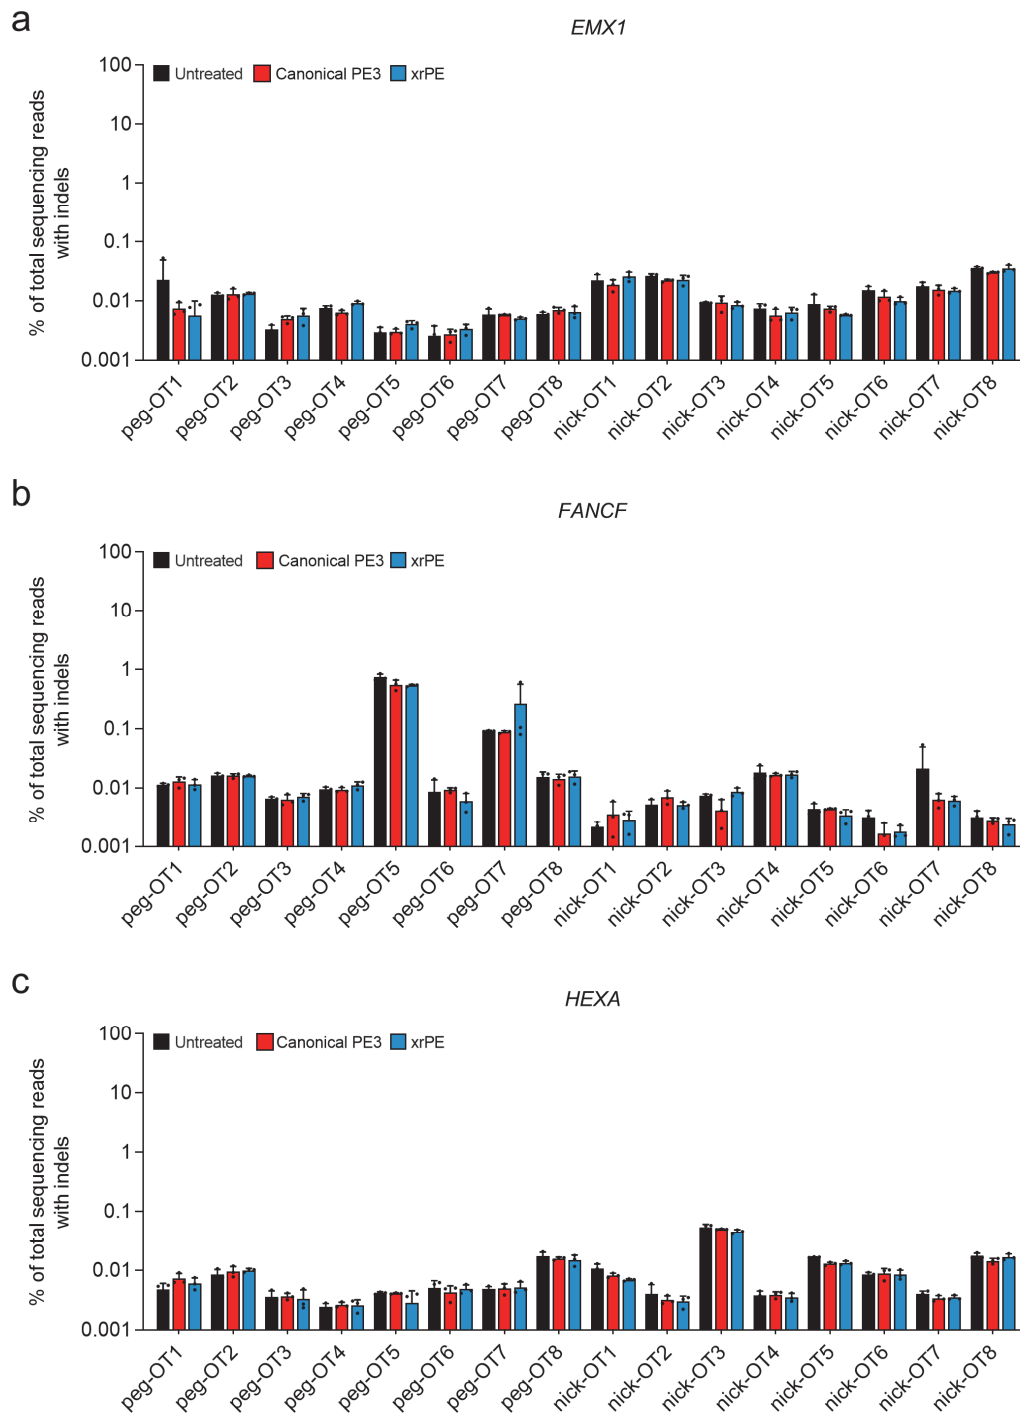 a
EMX1
% of total sequencing reads
with indels
100
10
1
0.1
0.01
0.001
Untreated Canonical PE3 xrPE
peg-OT1 peg-OT2 peg-OT3 peg-OT4 peg-OT5 peg-OT6 peg-OT7 peg-OT8 nick-OT1 nick-OT2 nick-OT3 nick-OT4 nick-OT5 nick-OT6 nick-OT7 nick-OT8
b
FANCF
% of total sequencing reads
with indels
100
10
1
0.1
0.01
0.001
Untreated Canonical PE3 xrPE
peg-OT1 peg-OT2 peg-OT3 peg-OT4 peg-OT5 peg-OT6 peg-OT7 peg-OT8 nick-OT1 nick-OT2 nick-OT3 nick-OT4 nick-OT5 nick-OT6 nick-OT7 nick-OT8
c
HEXA
% of total sequencing reads
with indels
100
10
1
0.1
0.01
0.001
Untreated Canonical PE3 xrPE
peg-OT1 peg-OT2 peg-OT3 peg-OT4 peg-OT5 peg-OT6 peg-OT7 peg-OT8 nick-OT1 nick-OT2 nick-OT3 nick-OT4 nick-OT5 nick-OT6 nick-OT7 nick-OT8